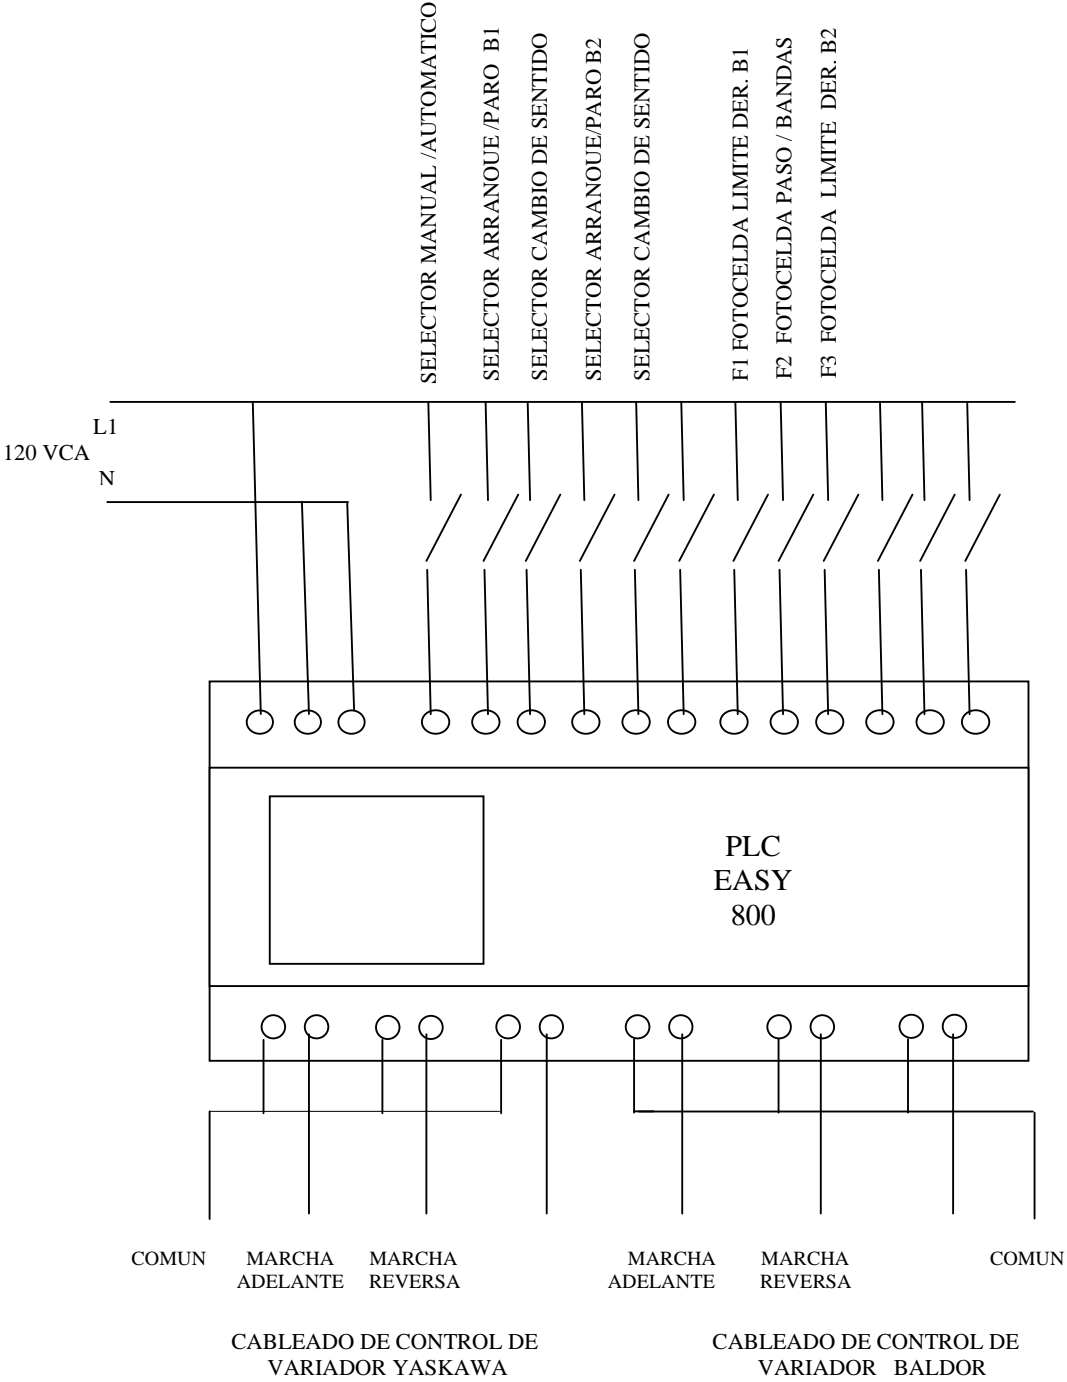 SELECTOR MANUAL /AUTOMATICO
SELECTOR ARRANQUE /PARO B1
SELECTOR CAMBIO DE SENTIDO
SELECTOR ARRANQUE/PARO B2
SELECTOR CAMBIO DE SENTIDO
F1 FOTOCELDA LIMITE DER. B1
F2 FOTOCELDA PASO / BANDAS
F3 FOTOCELDA LIMITE DER. B2
L1
120 VCA
N
PLC
EASY
800
COMUN
MARCHA
ADELANTE
MARCHA
REVERSA
MARCHA
ADELANTE
MARCHA
REVERSA
COMUN
CABLEADO DE CONTROL DE
VARIADOR YASKAWA
CABLEADO DE CONTROL DE
VARIADOR BALDOR